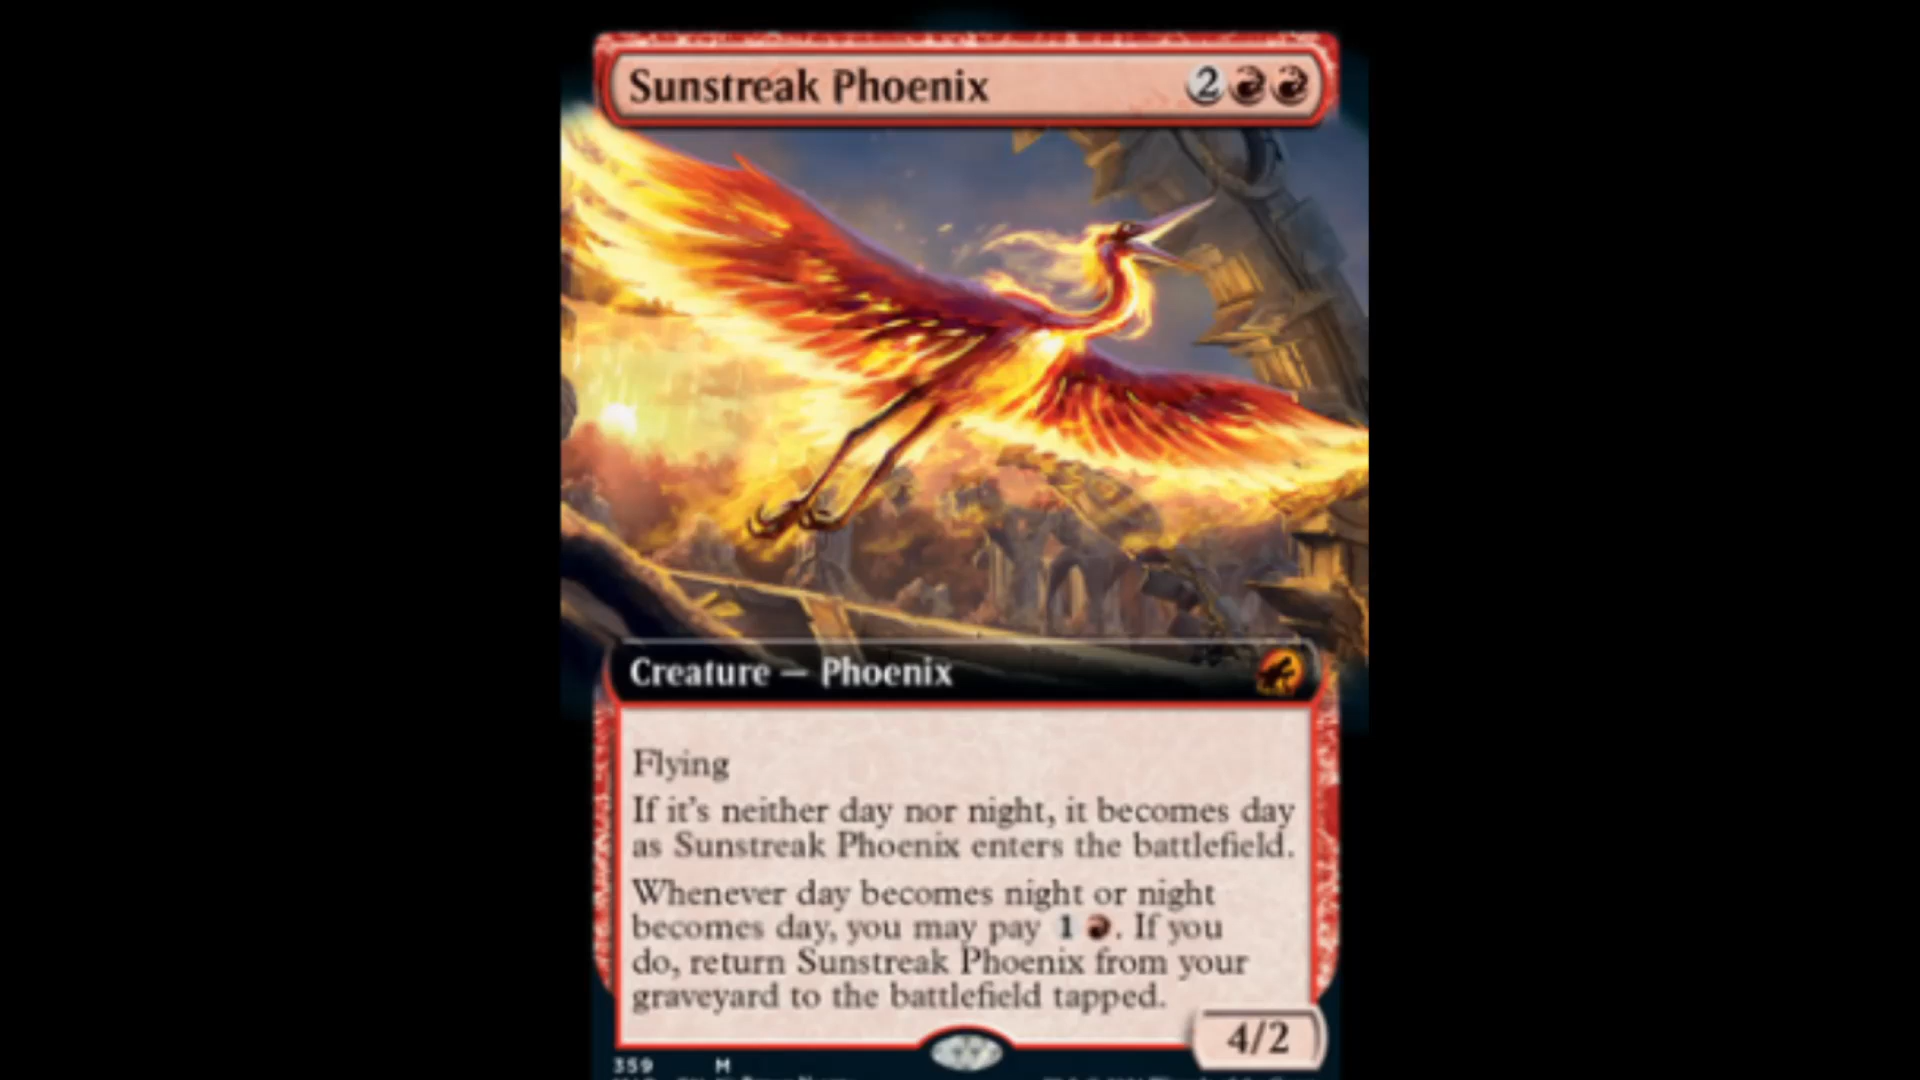 Sunstreak Phoenix 2
Creature — Phoenix
Flying
If it's neither day nor night, it becomes day
as Sunstreak Phoenix enters the battlefield.
Whenever day becomes night or night
becomes day, you may pay 1 . If you
do, return Sunstreak Phoenix from your
graveyard to the battlefield tapped.
4/2
359 M